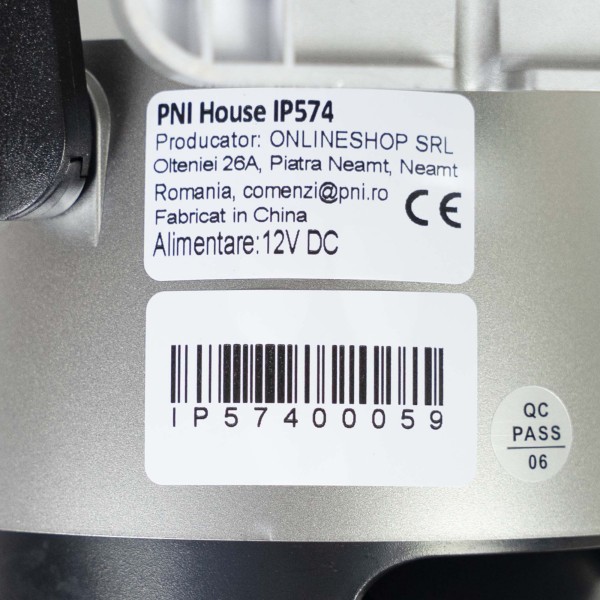 PNI House IP574
Producator: ONLINESHOP SRL
Olteniei 26A, Piatra Neamt, Neamt
Romania, comenzi@pni.ro
Fabricat in China
CE
Alimentare:12V DC
IP57400059
QC
PASS
06